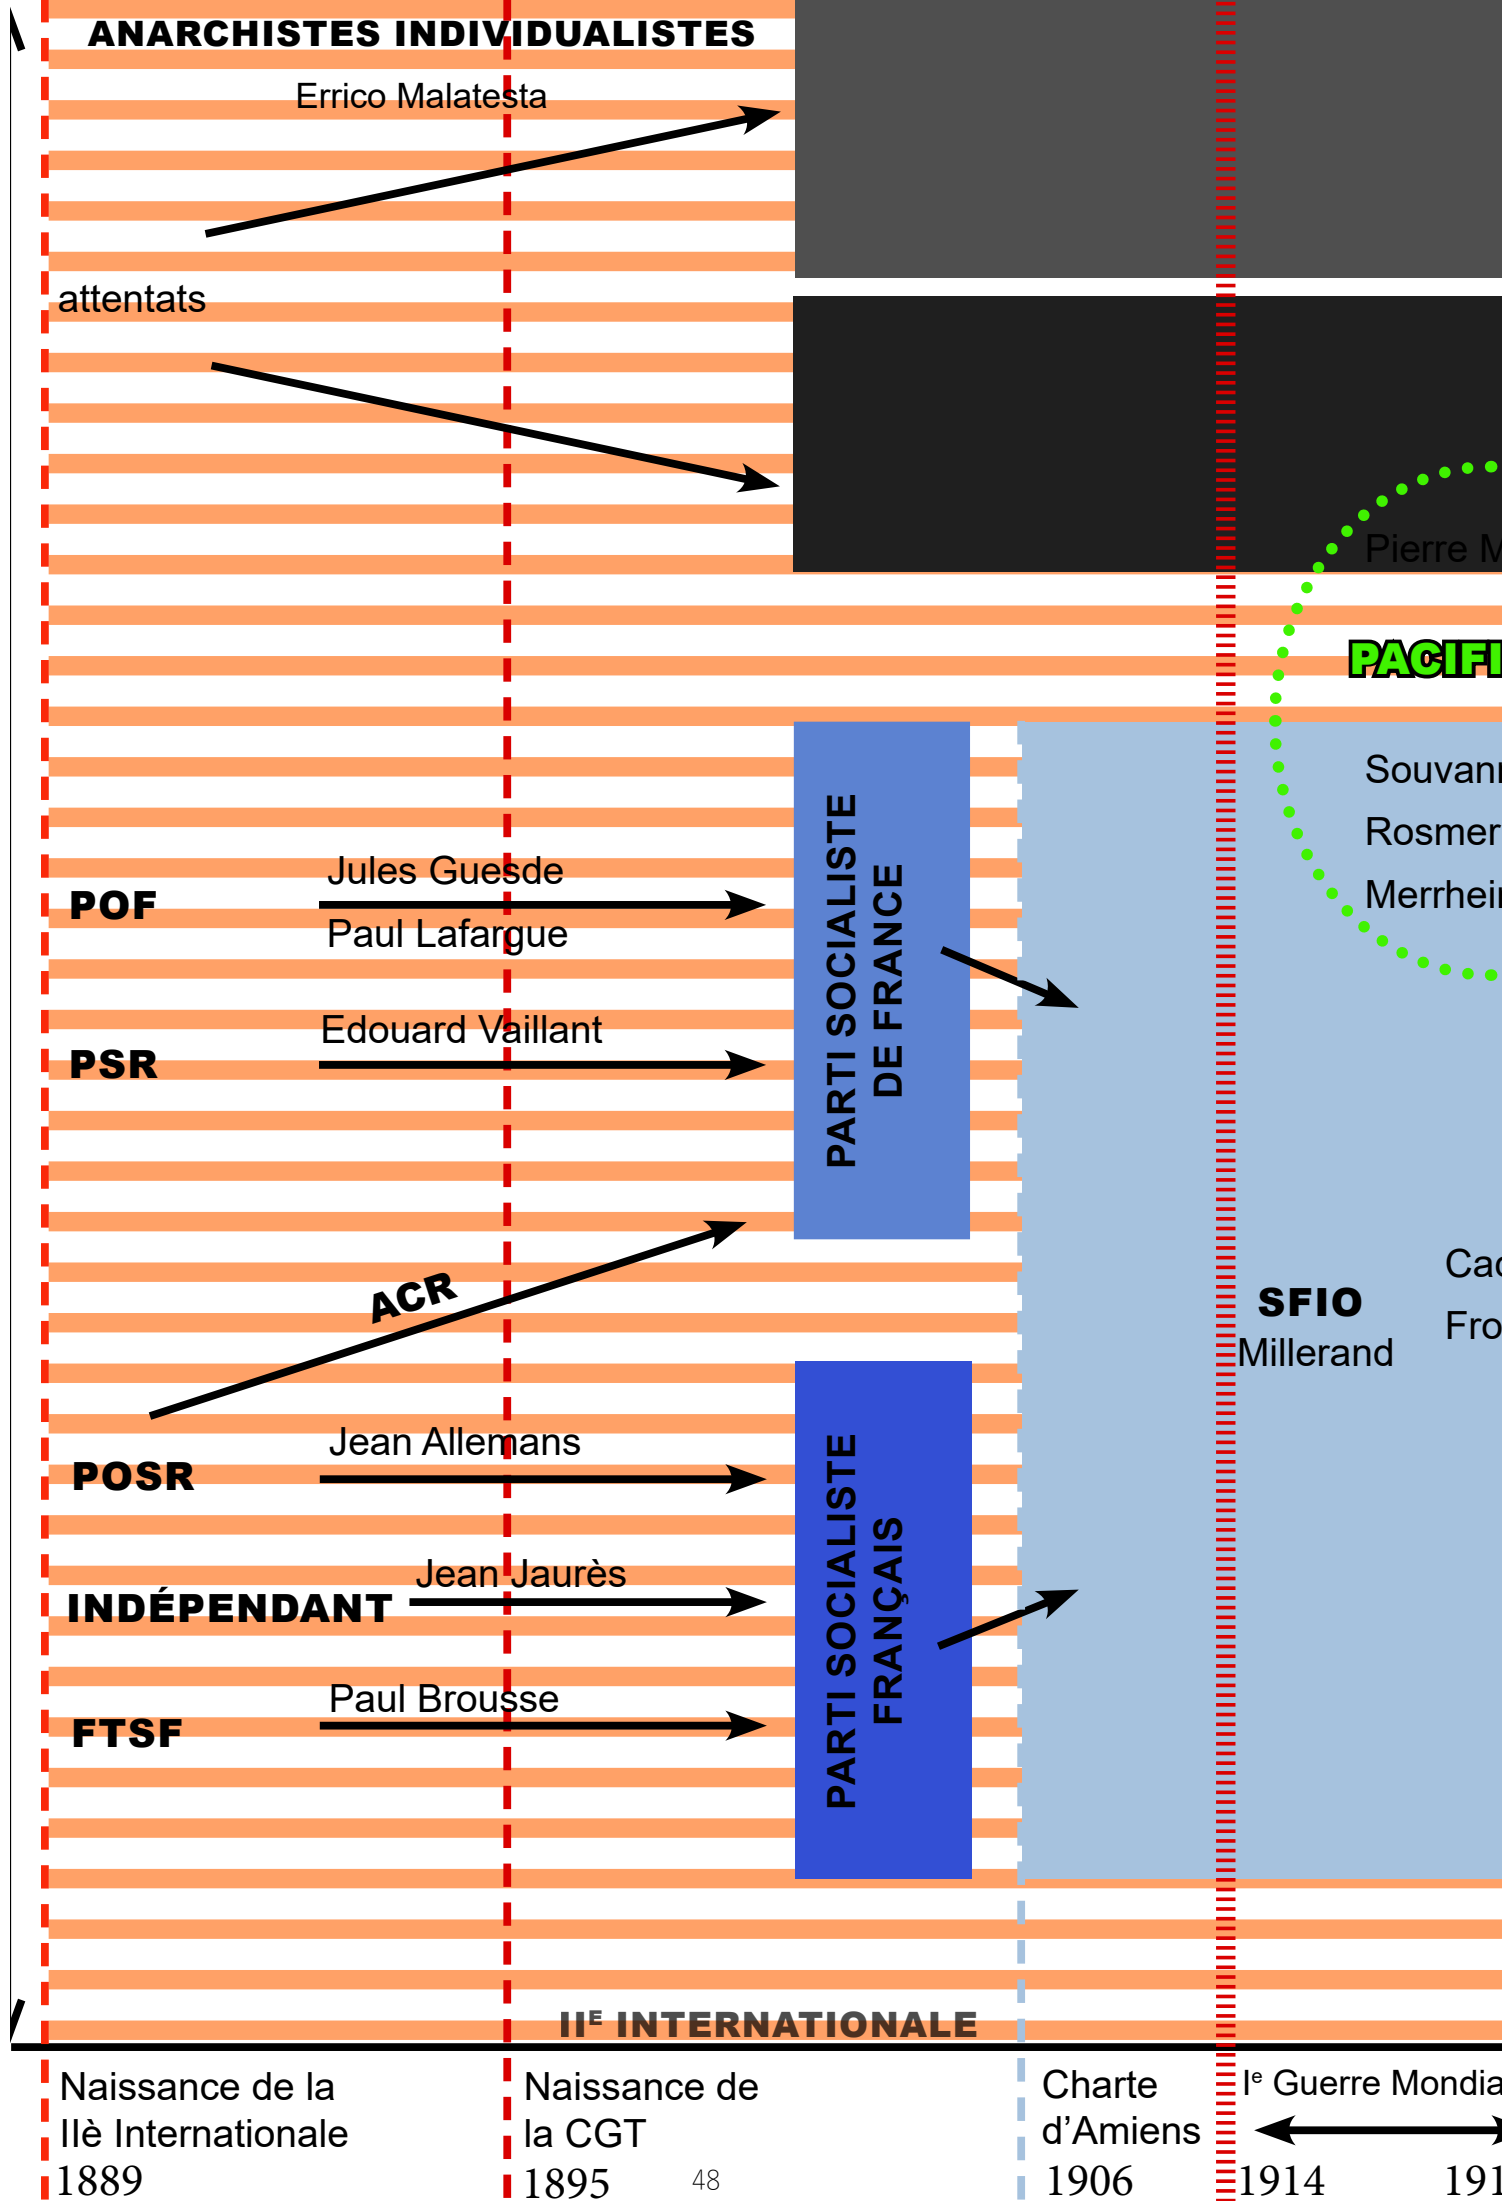 ANARCHISTES INDIVIDUALISTES
Errico Malatesta
attentats
Pierre M
PACIFI
Souvan
Rosmer
Merrhei
POF
Jules Guesde
Paul Lafargue
PSR
Edouard Vaillant
PARTI SOCIALISTE
DE FRANCE
ACR
SFIO
Millerand
Cac
Fro
POSR
Jean Allemans
INDÉPENDANT
Jean Jaurès
FTSF
Paul Brousse
PARTI SOCIALISTE
FRANÇAIS
IIE INTERNATIONALE
Naissance de la
IIè Internationale
1889
Naissance de
la CGT
1895
48
Charte
d’Amiens
1906
Ie Guerre Mondia
1914
191